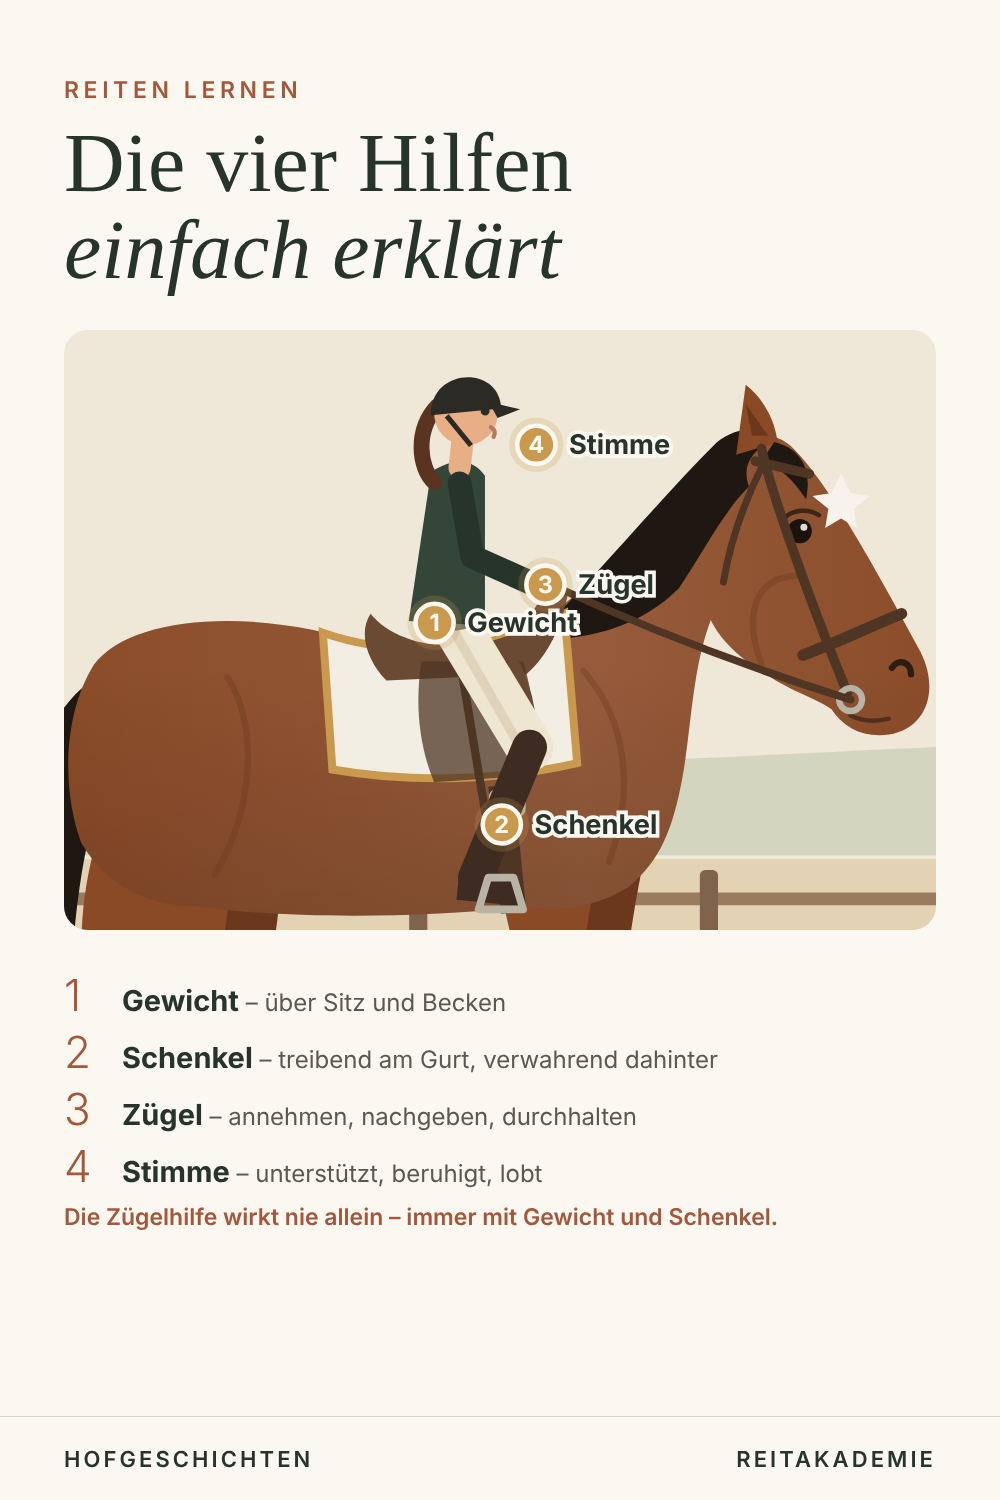 REITEN LERNEN
Die vier Hilfen
einfach erklärt
4 Stimme
3 Zügel
1 Gewicht
2 Schenkel
1 Gewicht – über Sitz und Becken
2 Schenkel – treibend am Gurt, verwahrend dahinter
3 Zügel – annehmen, nachgeben, durchhalten
4 Stimme – unterstützt, beruhigt, lobt
Die Zügelhilfe wirkt nie allein – immer mit Gewicht und Schenkel.
HOFGESCHICHTEN
REITAKADEMIE